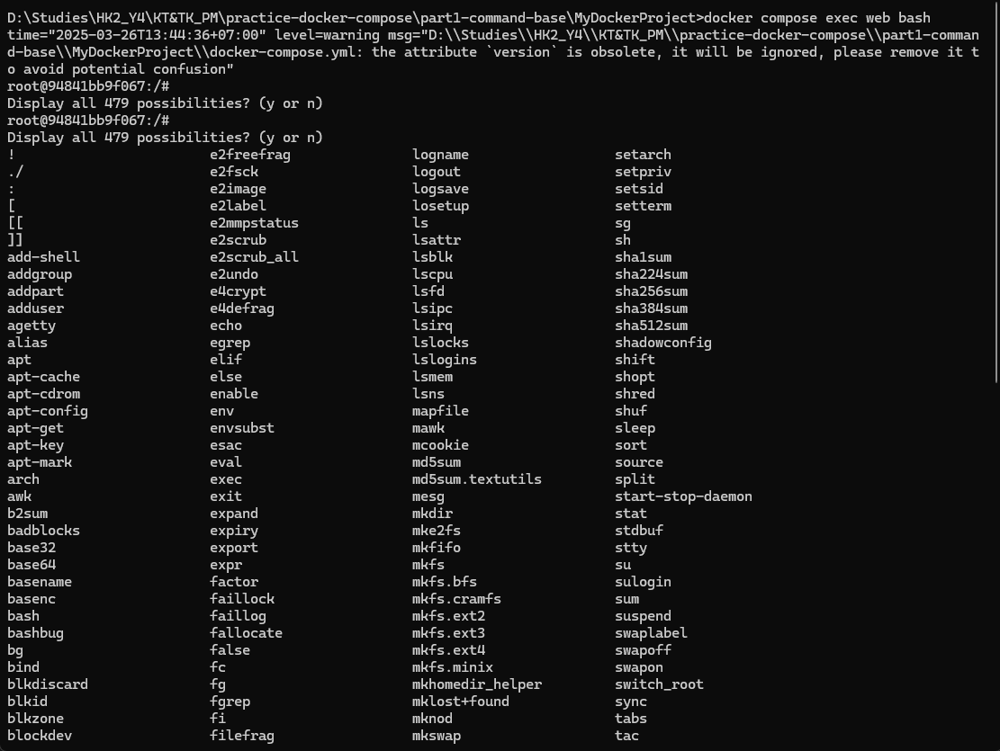 D:\Studies\HK2_Y4\KT&TK_PM\practice-docker-compose\part1-command-base\MyDockerProject>docker compose exec web bash
time="2025-03-26T13:44:36+07:00" level=warning msg="D:\\Studies\\HK2_Y4\\KT&TK_PM\\practice-docker-compose\\part1-comman
d-base\\MyDockerProject\\docker-compose.yml: the attribute `version` is obsolete, it will be ignored, please remove it t
o avoid potential confusion"
root@94841bb9f067:/#
Display all 479 possibilities? (y or n)
root@94841bb9f067:/#
Display all 479 possibilities? (y or n)
! e2freefrag logname setarch
./ e2fsck logout setpriv
: e2image logsave setsid
[ e2label losetup setterm
[[ e2mmpstatus ls sg
]] e2scrub lsattr sh
add-shell e2scrub_all lsblk sha1sum
addgroup e2undo lscpu sha224sum
addpart e4crypt lsfd sha256sum
adduser e4defrag lsipc sha384sum
agetty echo lsirq sha512sum
alias egrep lslocks shadowconfig
apt elif lslogins shift
apt-cache else lsmem shopt
apt-cdrom enable lsns shred
apt-config env mapfile shuf
apt-get envsubst mawk sleep
apt-key esac mcookie sort
apt-mark eval md5sum source
arch exec md5sum.textutils split
awk exit mesg start-stop-daemon
b2sum expand mkdir stat
badblocks expiry mke2fs stdbuf
base32 export mkfifo stty
base64 expr mkfs su
basename factor mkfs.bfs sulogin
basenc faillock mkfs.cramfs sum
bash faillog mkfs.ext2 suspend
bashbug fallocate mkfs.ext3 swaplabel
bg false mkfs.ext4 swapoff
bind fc mkfs.minix swapon
blkdiscard fg mkhomedir_helper switch_root
blkid fgrep mklost+found sync
blkzone fi mknod tabs
blockdev filefrag mkswap tac